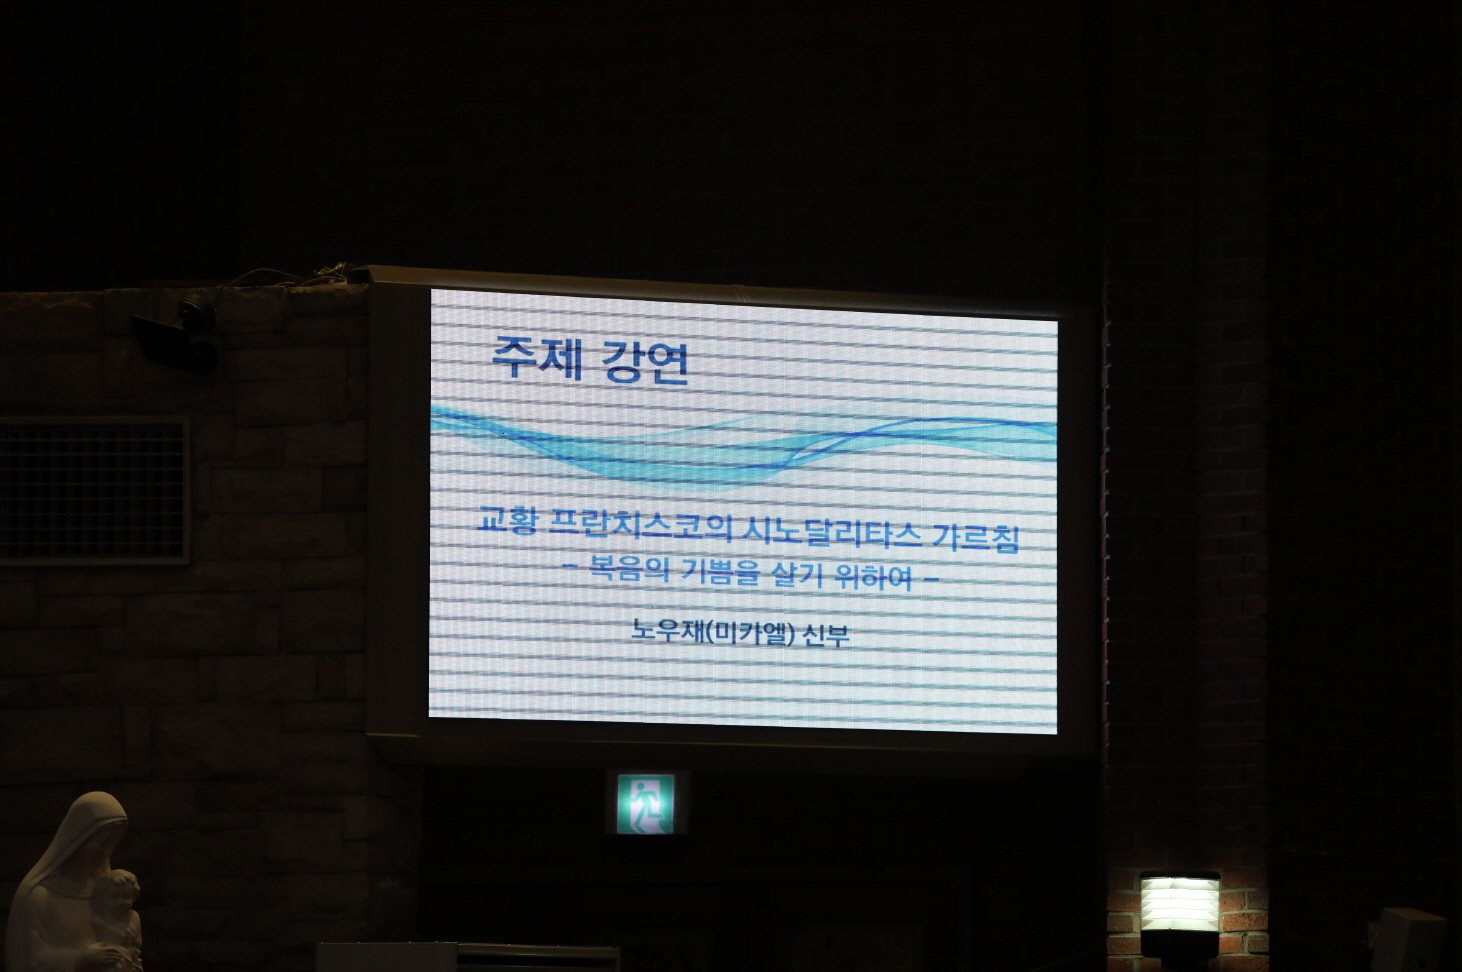 주제 강연
교황 프란치스코의 시노달리타스 가르침
- 복음의 기쁨을 살기 위하여 -
노우재(미카엘) 신부